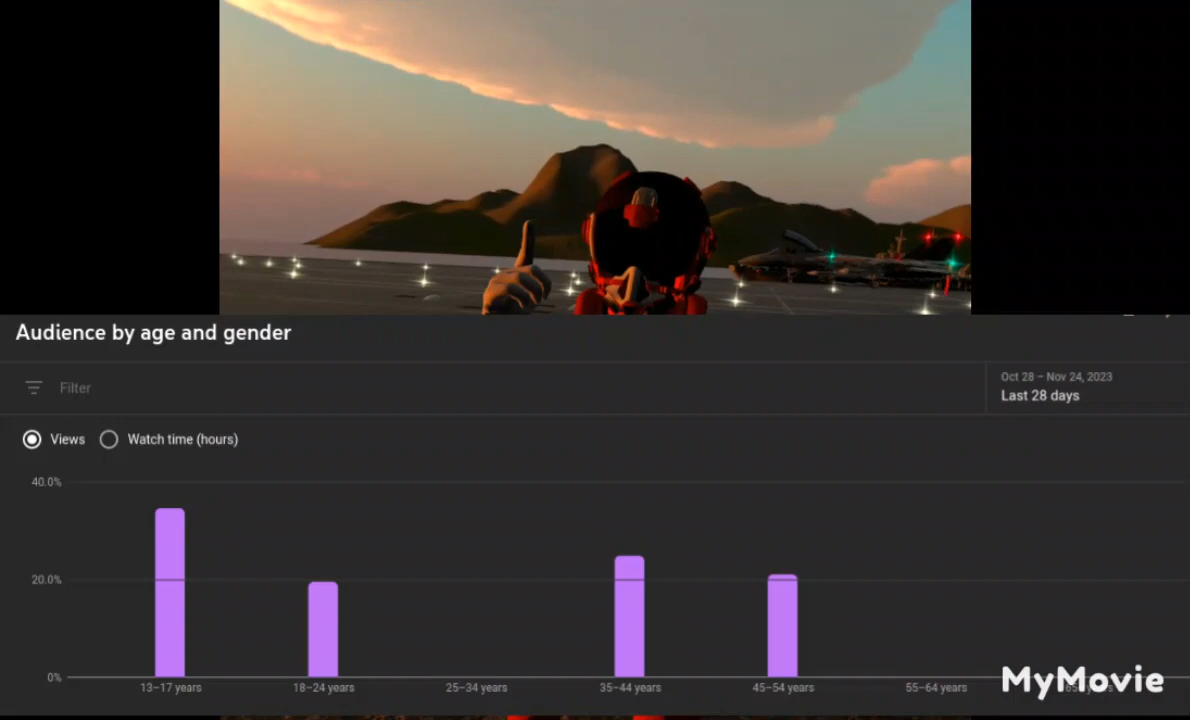 Audience by age and gender
Filter
Oct 28 – Nov 24, 2023
Last 28 days
Views
Watch time (hours)
40.0%
20.0%
0%
13–17 years
18–24 years
25–34 years
35–44 years
45–54 years
55–64 years
MyMovie